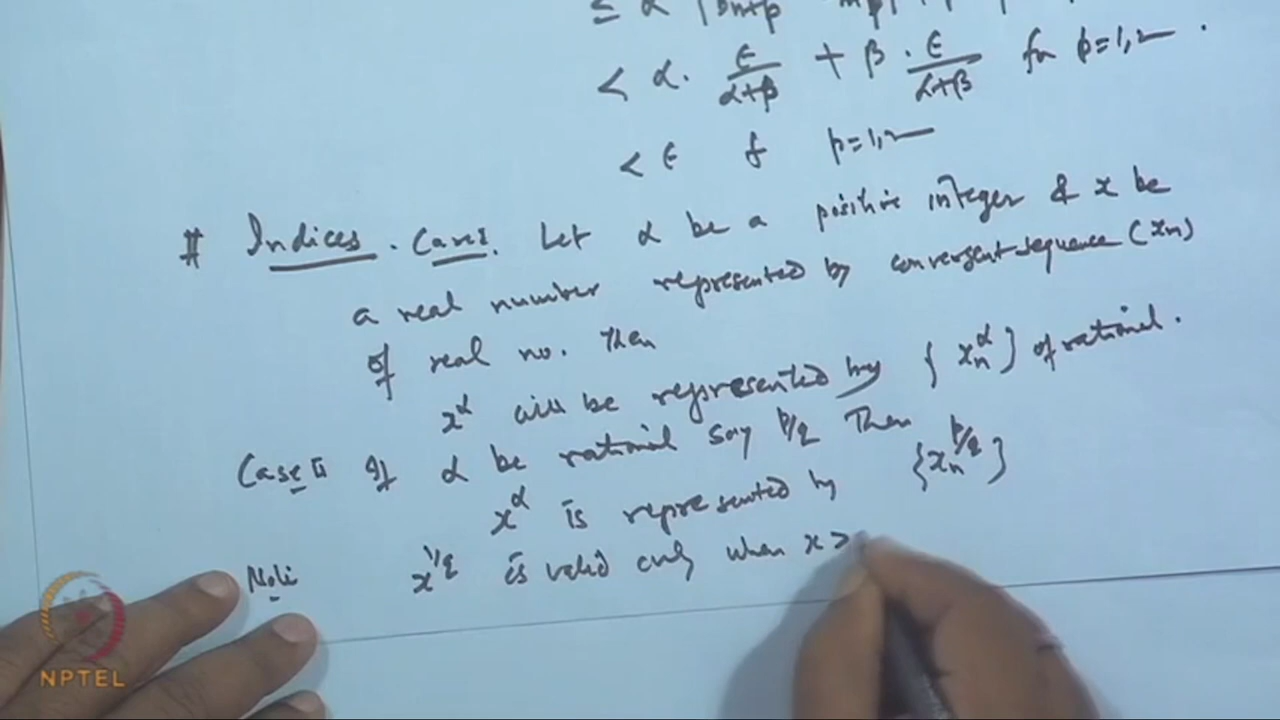 ≤ α |
< α. ε/α+β + β . ε/α+β for p=1,2—.
< ε f p=1,2—
# Indices. Case I. Let α be a positive integer & x be
a real number represented by convergent sequence (xn)
of real no. Then
x^α will be represented by {xn^α} of rational.
Case II If α be rational say p/q Then
x^α is represented by {xn^p/q}
Note x^1/q is valid only when x>
NPTEL